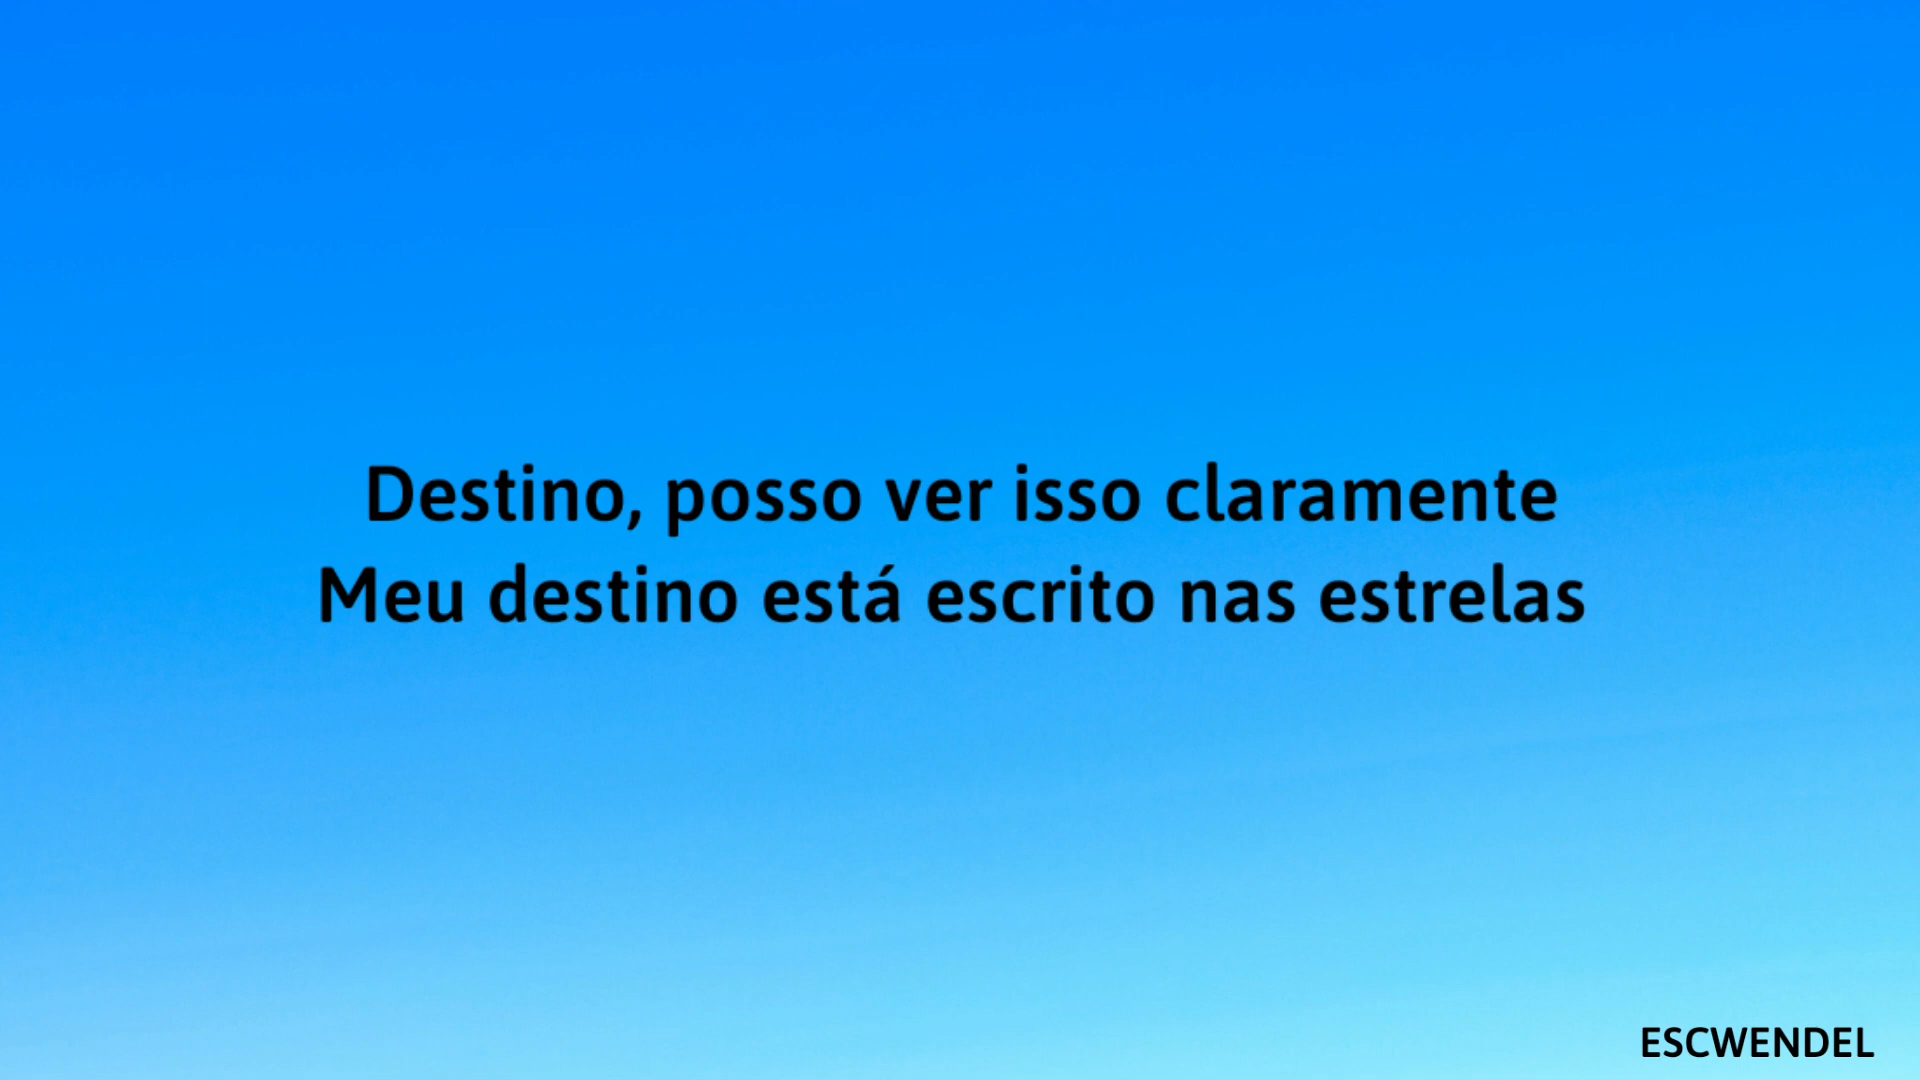 Destino, posso ver isso claramente
Meu destino está escrito nas estrelas
ESCWENDEL